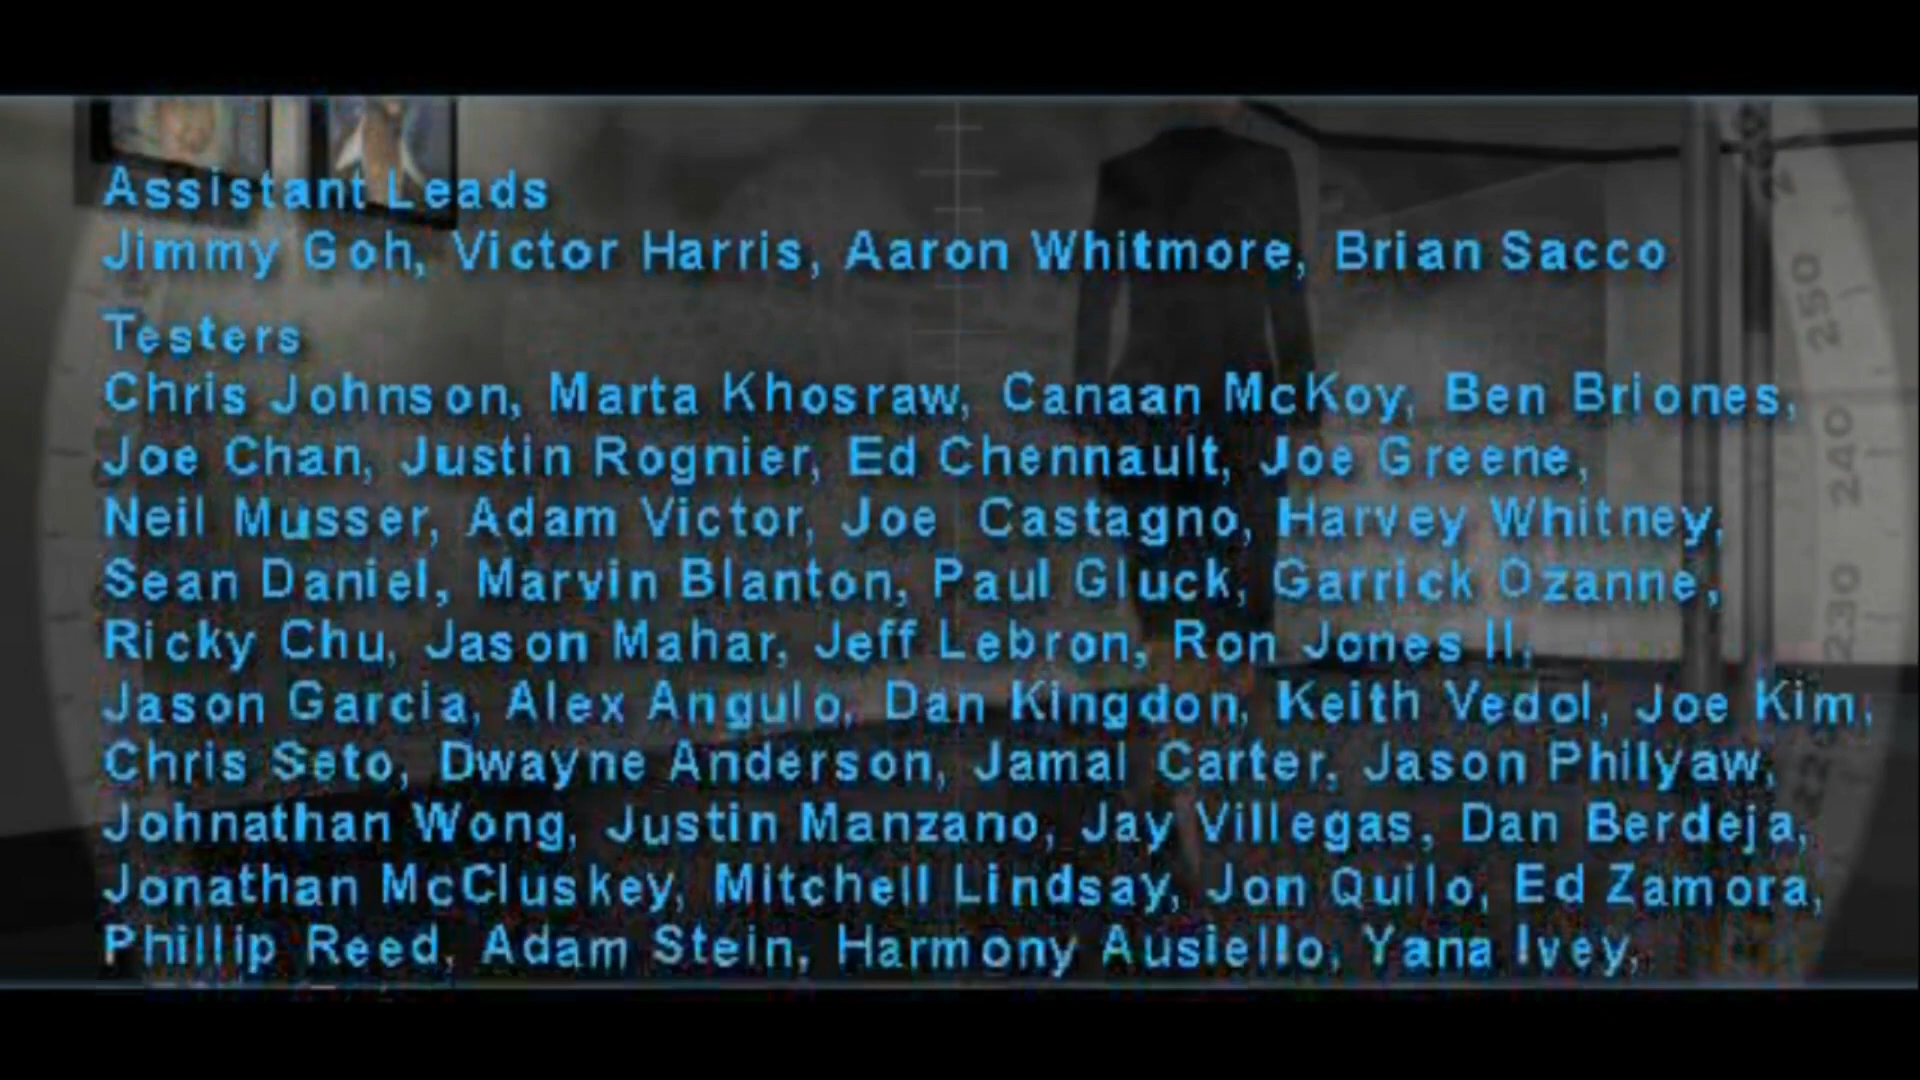 Assistant Leads
Jimmy Goh, Victor Harris, Aaron Whitmore, Brian Sacco
Testers
Chris Johnson, Marta Khosraw, Canaan McKoy, Ben Briones,
Joe Chan, Justin Rognier, Ed Chennault, Joe Greene,
Neil Musser, Adam Victor, Joe Castagno, Harvey Whitney,
Sean Daniel, Marvin Blanton, Paul Gluck, Garrick Ozanne,
Ricky Chu, Jason Mahar, Jeff Lebron, Ron Jones II,
Jason Garcia, Alex Angulo, Dan Kingdon, Keith Vedol, Joe Kim,
Chris Seto, Dwayne Anderson, Jamal Carter, Jason Philyaw,
Johnathan Wong, Justin Manzano, Jay Villegas, Dan Berdeja,
Jonathan McCluskey, Mitchell Lindsay, Jon Quilo, Ed Zamora,
Phillip Reed, Adam Stein, Harmony Ausiello, Yana Ivey,
250
240
230